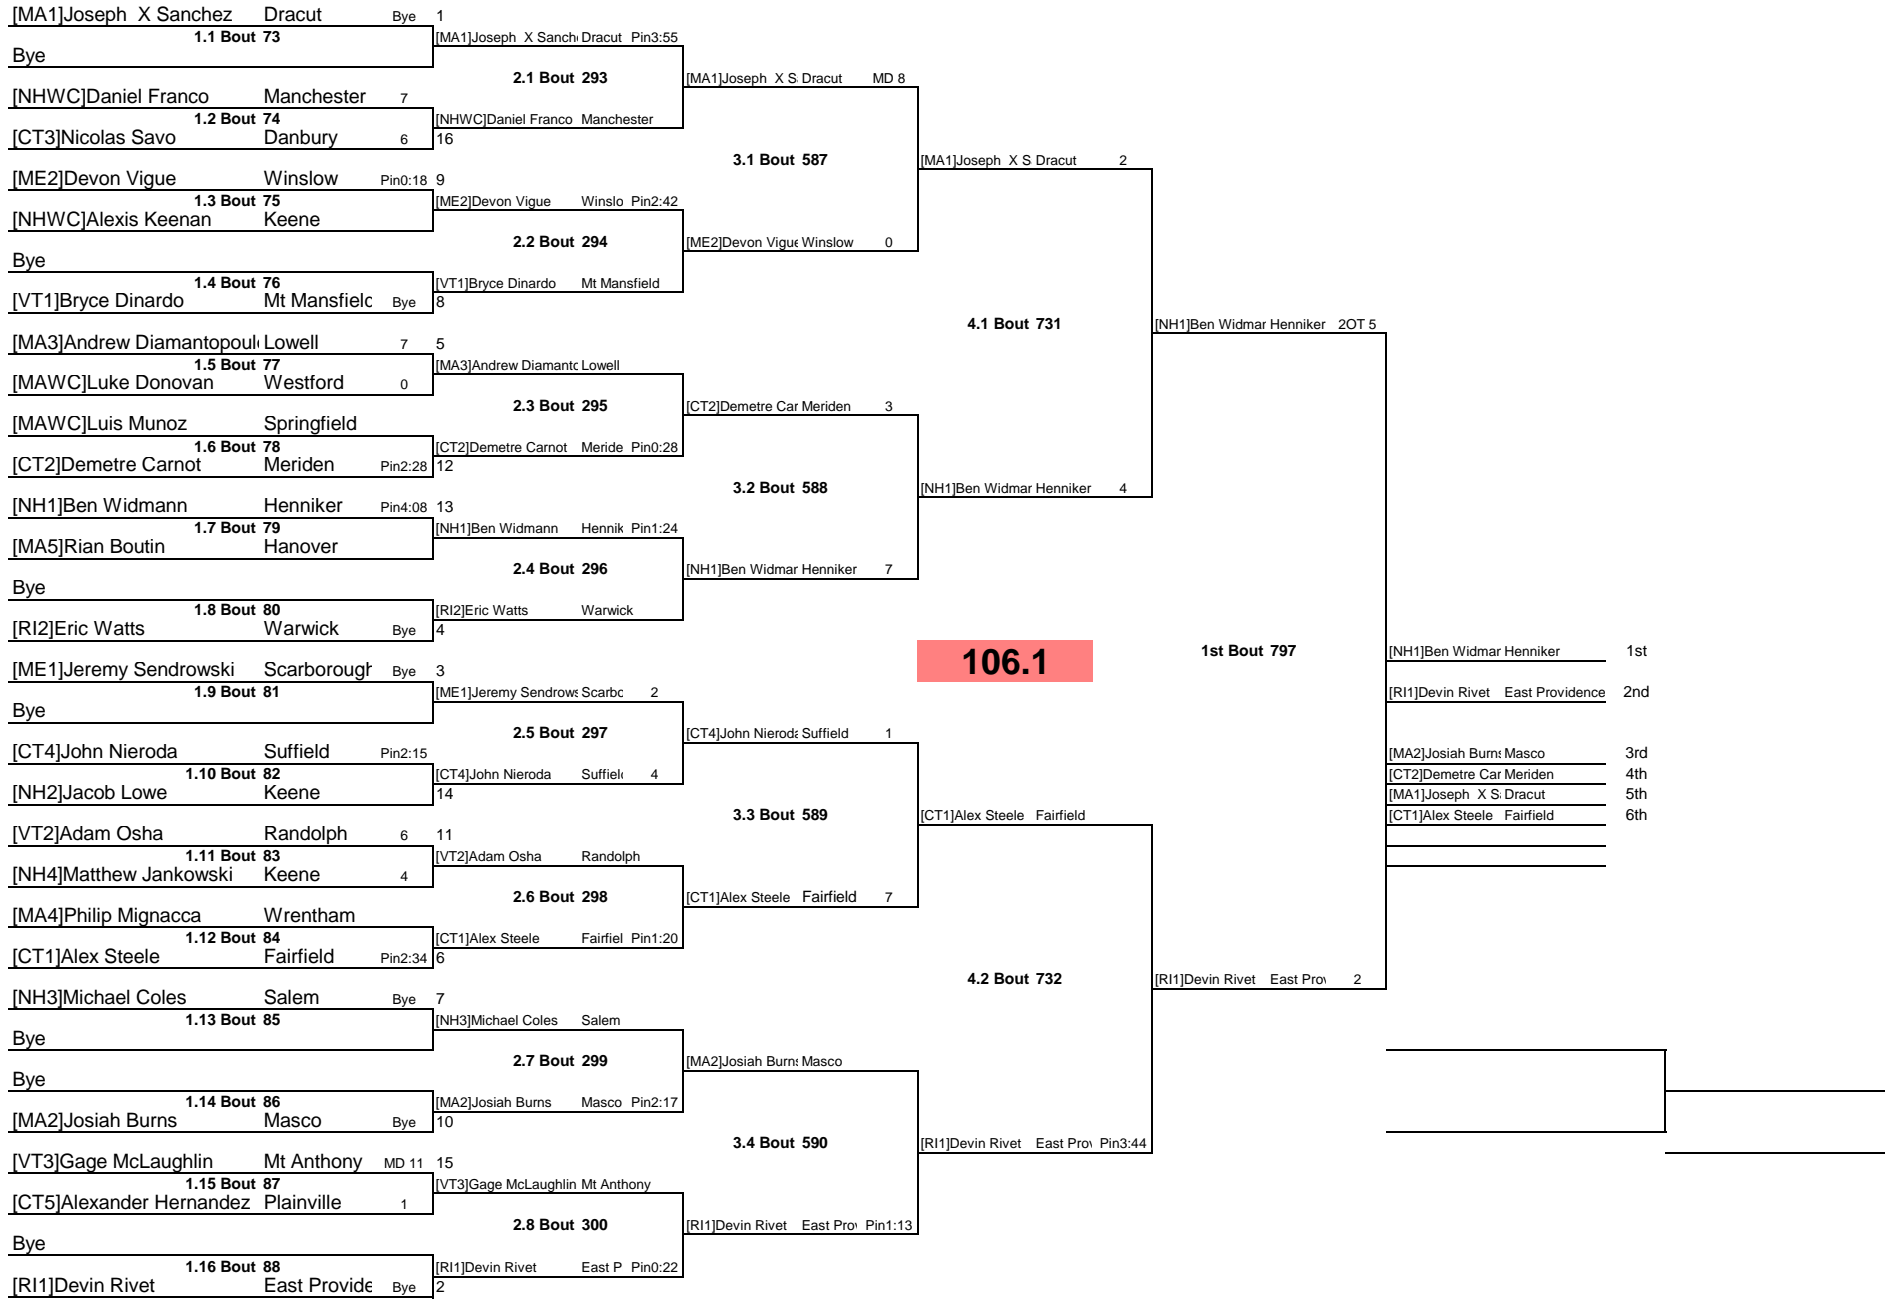 [MA1]Joseph X Sanchez Dracut Bye 1
1.1 Bout 73
Bye
[NHWC]Daniel Franco Manchester 7
1.2 Bout 74
[CT3]Nicolas Savo Danbury 6 16
[ME2]Devon Vigue Winslow Pin0:18 9
1.3 Bout 75
[NHWC]Alexis Keenan Keene
Bye
1.4 Bout 76
[VT1]Bryce Dinardo Mt Mansfielc Bye 8
[MA3]Andrew Diamantopoul Lowell 7 5
1.5 Bout 77
[MAWC]Luke Donovan Westford 0
[MAWC]Luis Munoz Springfield
1.6 Bout 78
[CT2]Demetre Carnot Meriden Pin2:28 12
[NH1]Ben Widmann Henniker Pin4:08 13
1.7 Bout 79
[MA5]Rian Boutin Hanover
Bye
1.8 Bout 80
[RI2]Eric Watts Warwick Bye 4
[ME1]Jeremy Sendrowski Scarborough Bye 3
1.9 Bout 81
Bye
[CT4]John Nieroda Suffield Pin2:15
1.10 Bout 82
[NH2]Jacob Lowe Keene 14
[VT2]Adam Osha Randolph 6 11
1.11 Bout 83
[NH4]Matthew Jankowski Keene 4
[MA4]Philip Mignacca Wrentham
1.12 Bout 84
[CT1]Alex Steele Fairfield Pin2:34 6
[NH3]Michael Coles Salem Bye 7
1.13 Bout 85
Bye
Bye
1.14 Bout 86
[MA2]Josiah Burns Masco Bye 10
[VT3]Gage McLaughlin Mt Anthony MD 11 15
1.15 Bout 87
[CT5]Alexander Hernandez Plainville 1
Bye
1.16 Bout 88
[RI1]Devin Rivet East Provide Bye 2
[MA1]Joseph X Sanch Dracut Pin3:55
2.1 Bout 293
[NHWC]Daniel Franco Manchester
[ME2]Devon Vigue Winslo Pin2:42
2.2 Bout 294
[VT1]Bryce Dinardo Mt Mansfield
[MA3]Andrew Diamantc Lowell
2.3 Bout 295
[CT2]Demetre Carnot Meride Pin0:28
[NH1]Ben Widmann Hennik Pin1:24
2.4 Bout 296
[RI2]Eric Watts Warwick
[ME1]Jeremy Sendrows Scarbc 2
2.5 Bout 297
[CT4]John Nieroda Suffiel 4
[VT2]Adam Osha Randolph
2.6 Bout 298
[CT1]Alex Steele Fairfiel Pin1:20
[NH3]Michael Coles Salem
2.7 Bout 299
[MA2]Josiah Burns Masco Pin2:17
[VT3]Gage McLaughlin Mt Anthony
2.8 Bout 300
[RI1]Devin Rivet East P Pin0:22
[MA1]Joseph X S Dracut MD 8
3.1 Bout 587
[ME2]Devon Vigue Winslow 0
[CT2]Demetre Car Meriden 3
3.2 Bout 588
[NH1]Ben Widmar Henniker 7
[CT4]John Nieroda Suffield 1
3.3 Bout 589
[CT1]Alex Steele Fairfield 7
[MA2]Josiah Burns Masco
3.4 Bout 590
[RI1]Devin Rivet East Prov Pin1:13
[MA1]Joseph X S Dracut 2
4.1 Bout 731
[NH1]Ben Widmar Henniker 4
106.1
[CT1]Alex Steele Fairfield
4.2 Bout 732
[RI1]Devin Rivet East Prov Pin3:44
[NH1]Ben Widmar Henniker 2OT 5
1st Bout 797
[RI1]Devin Rivet East Prov 2
[NH1]Ben Widmar Henniker 1st
[RI1]Devin Rivet East Providence 2nd
[MA2]Josiah Burns Masco 3rd
[CT2]Demetre Car Meriden 4th
[MA1]Joseph X S Dracut 5th
[CT1]Alex Steele Fairfield 6th